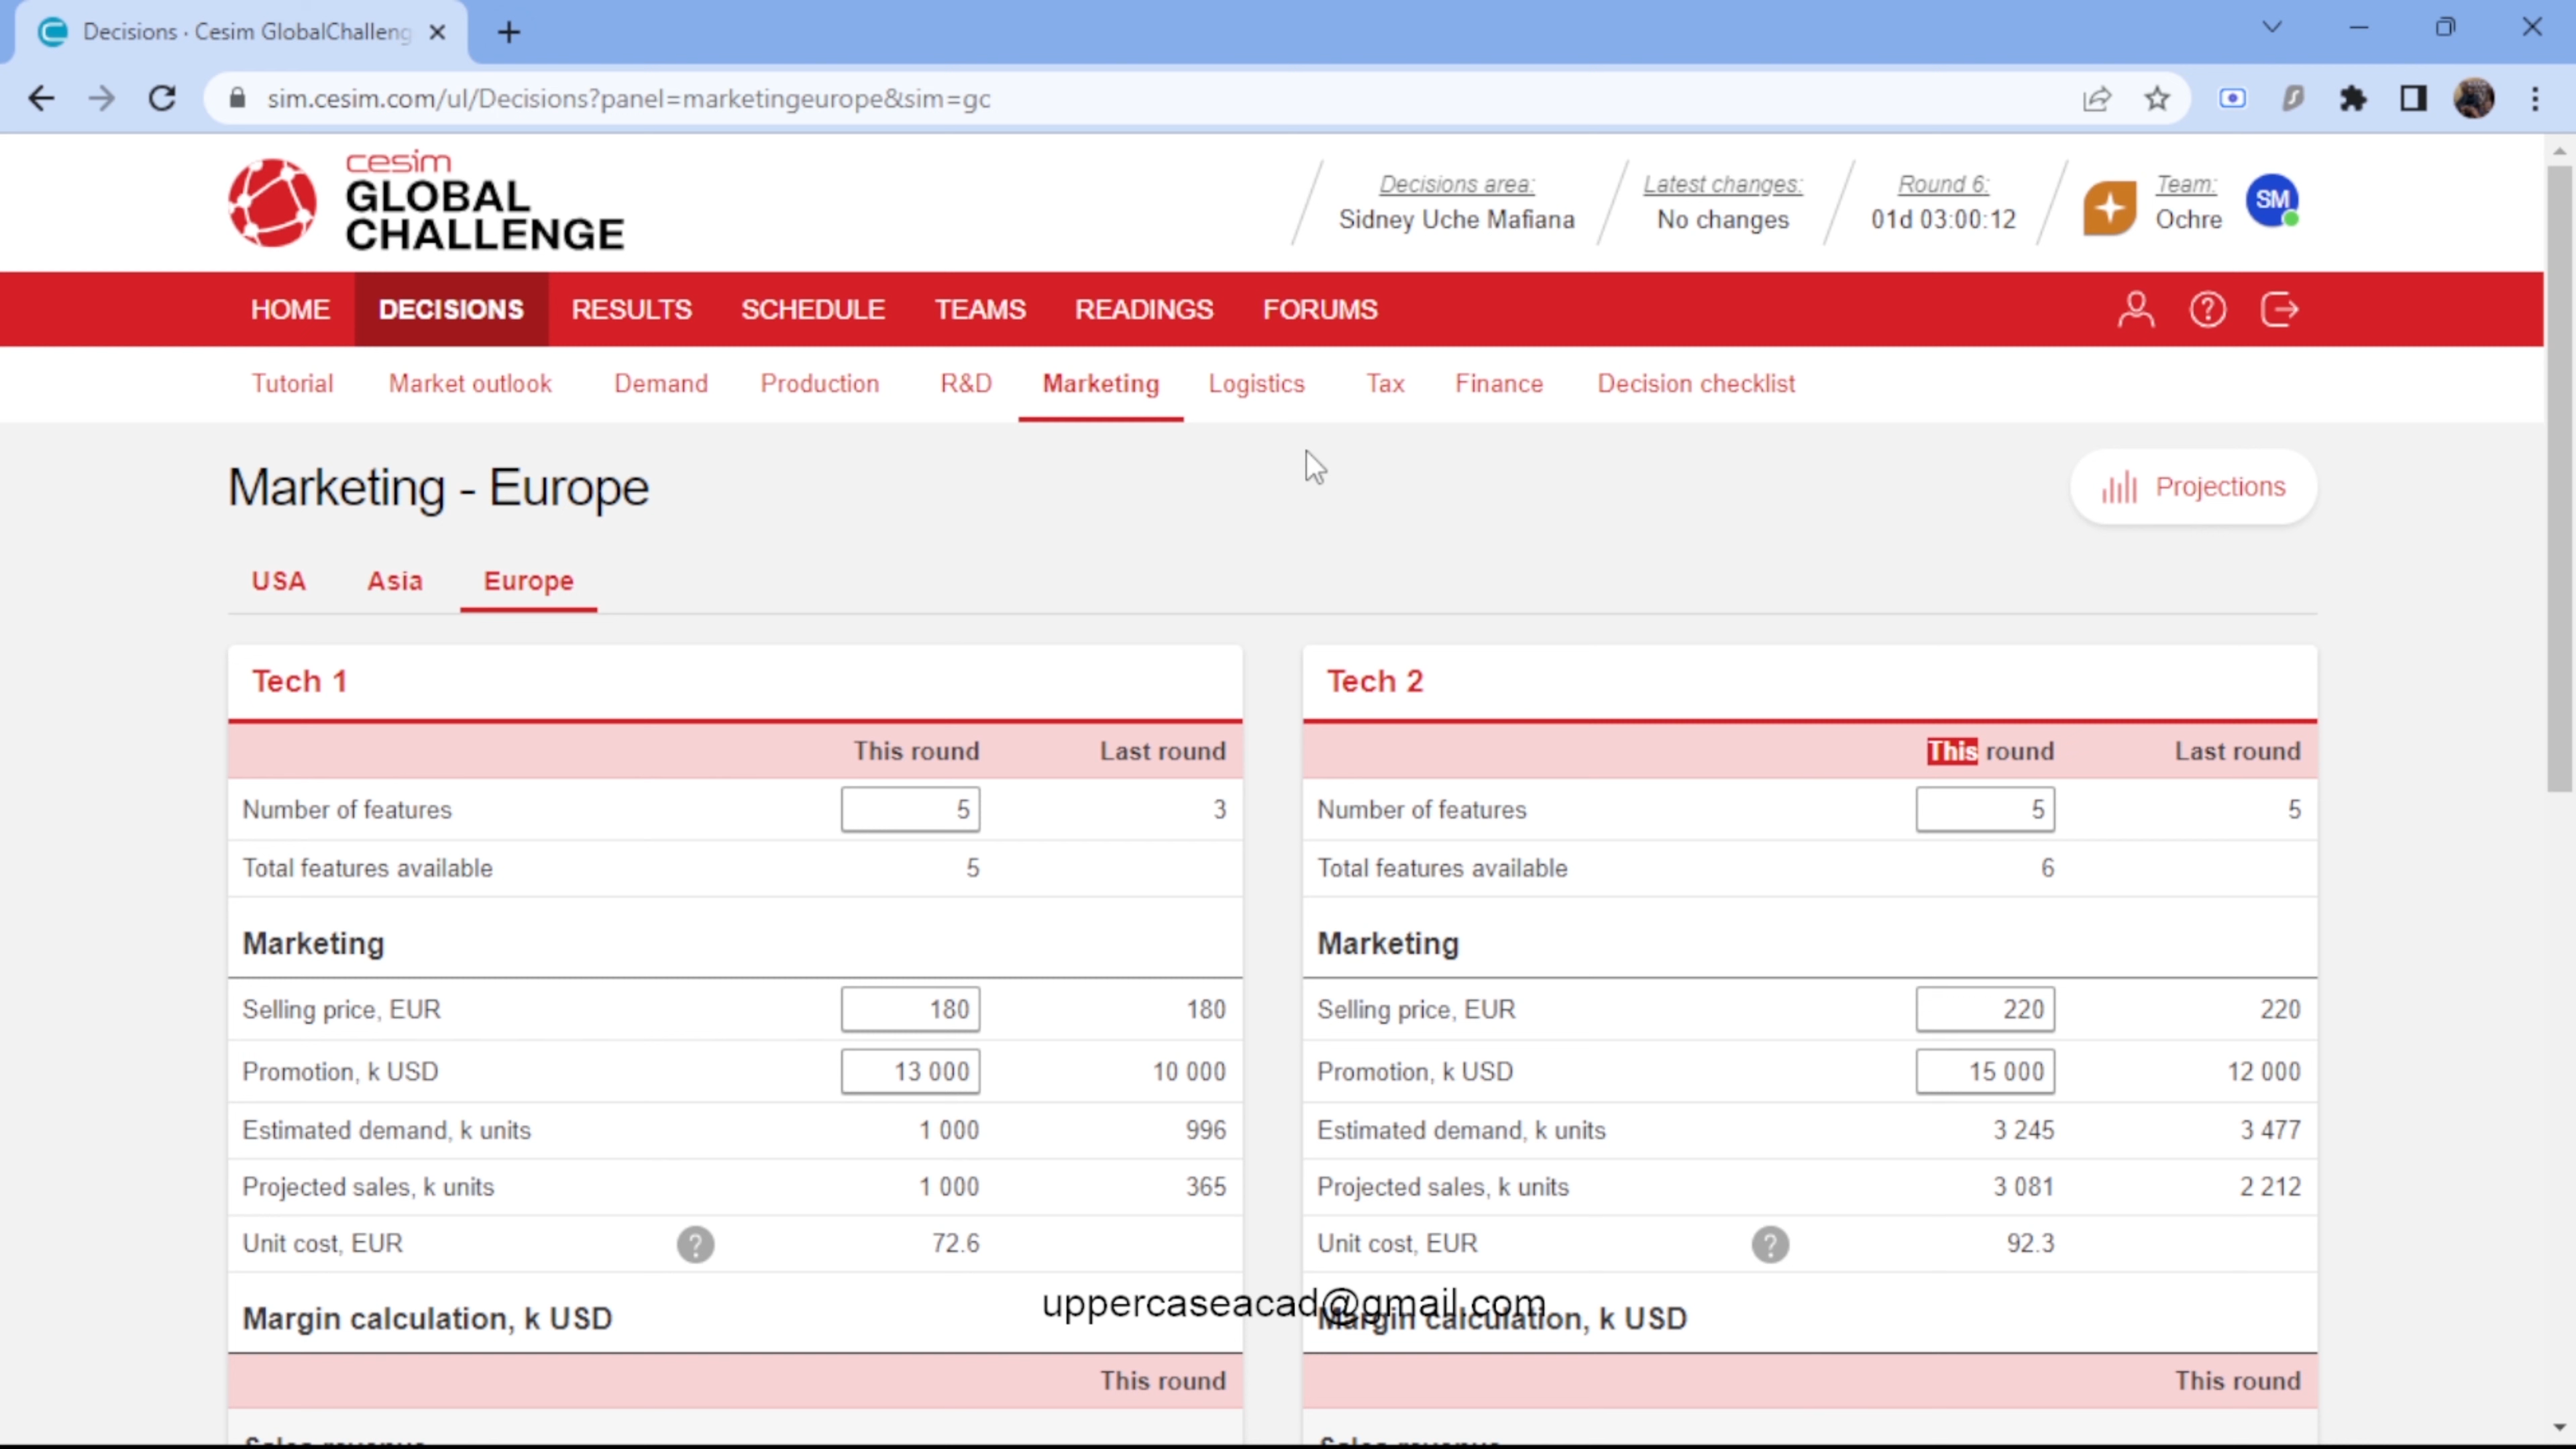 Decisions · Cesim GlobalChalleng
sim.cesim.com/ul/Decisions?panel=marketingeurope&sim=gc
cesim
GLOBAL
CHALLENGE
Decisions area:
Sidney Uche Mafiana
Latest changes:
No changes
Round 6:
01d 03:00:12
Team:
Ochre
SM
HOME DECISIONS RESULTS SCHEDULE TEAMS READINGS FORUMS
Tutorial Market outlook Demand Production R&D Marketing Logistics Tax Finance Decision checklist
Marketing - Europe
Projections
USA Asia Europe
Tech 1
This round Last round
Number of features 5 3
Total features available 5
Marketing
Selling price, EUR 180 180
Promotion, k USD 13 000 10 000
Estimated demand, k units 1 000 996
Projected sales, k units 1 000 365
Unit cost, EUR ? 72.6
Margin calculation, k USD
This round
Sales revenue
Tech 2
This round Last round
Number of features 5 5
Total features available 6
Marketing
Selling price, EUR 220 220
Promotion, k USD 15 000 12 000
Estimated demand, k units 3 245 3 477
Projected sales, k units 3 081 2 212
Unit cost, EUR ? 92.3
Margin calculation, k USD
This round
Sales revenue
uppercaseacad@gmail.com